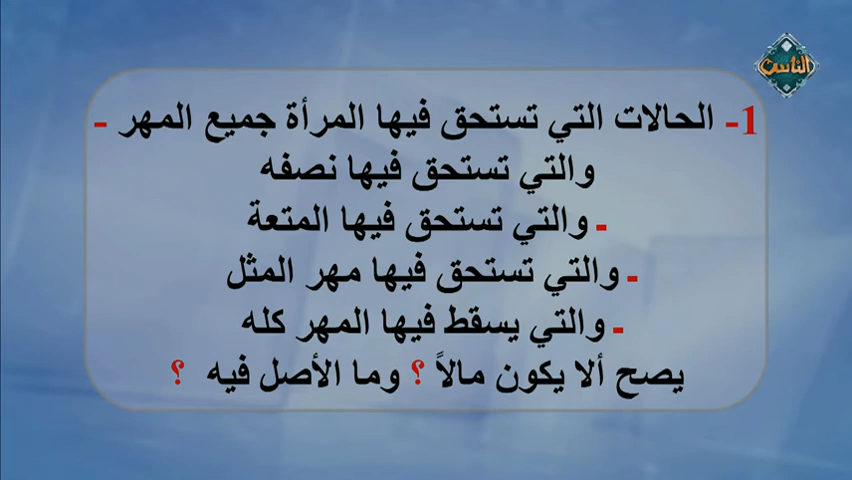 الناس
1- الحالات التي تستحق فيها المرأة جميع المهر -
والتي تستحق فيها نصفه
- والتي تستحق فيها المتعة
- والتي تستحق فيها مهر المثل
- والتي يسقط فيها المهر كله
يصح ألا يكون مالاً ؟ وما الأصل فيه ؟